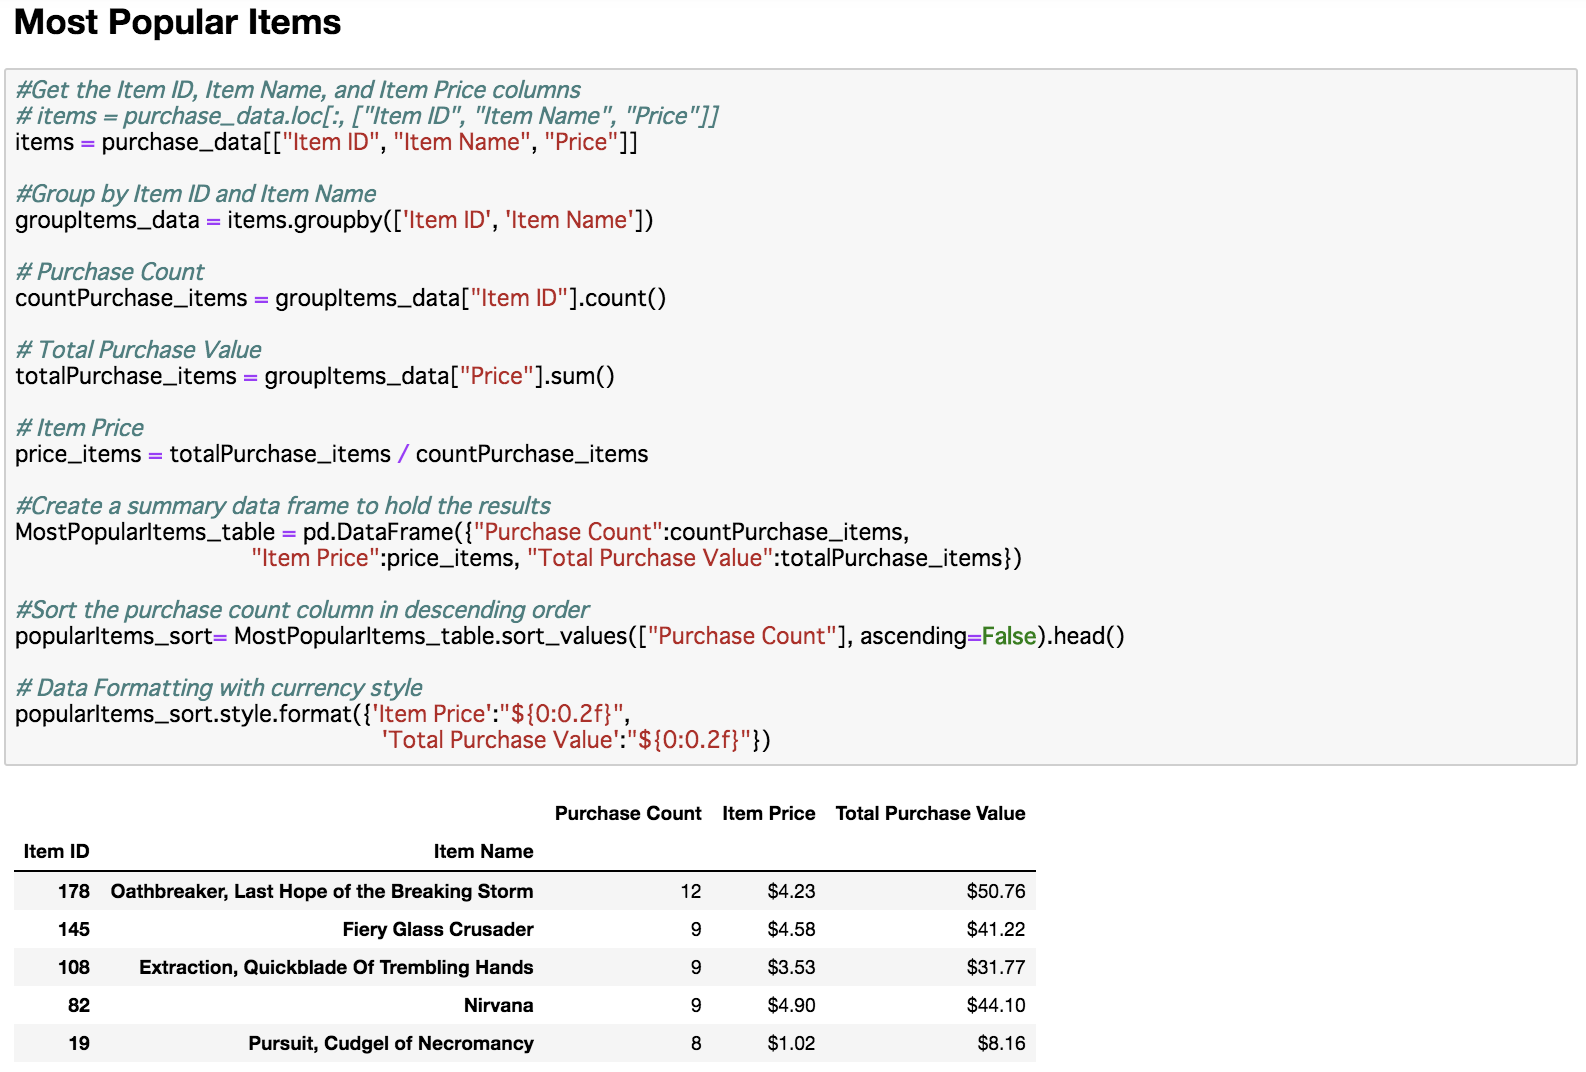 Most Popular Items
#Get the Item ID, Item Name, and Item Price columns
# items = purchase_data.loc[:, ["Item ID", "Item Name", "Price"]]
items = purchase_data[["Item ID", "Item Name", "Price"]]
#Group by Item ID and Item Name
groupItems_data = items.groupby(['Item ID', 'Item Name'])
# Purchase Count
countPurchase_items = groupItems_data["Item ID"].count()
# Total Purchase Value
totalPurchase_items = groupItems_data["Price"].sum()
# Item Price
price_items = totalPurchase_items / countPurchase_items
#Create a summary data frame to hold the results
MostPopularItems_table = pd.DataFrame({"Purchase Count":countPurchase_items,
"Item Price":price_items, "Total Purchase Value":totalPurchase_items})
#Sort the purchase count column in descending order
popularItems_sort= MostPopularItems_table.sort_values(["Purchase Count"], ascending=False).head()
# Data Formatting with currency style
popularItems_sort.style.format({'Item Price':"${0:0.2f}",
'Total Purchase Value':"${0:0.2f}"})
Purchase Count Item Price Total Purchase Value
Item ID Item Name
178 Oathbreaker, Last Hope of the Breaking Storm 12 $4.23 $50.76
145 Fiery Glass Crusader 9 $4.58 $41.22
108 Extraction, Quickblade Of Trembling Hands 9 $3.53 $31.77
82 Nirvana 9 $4.90 $44.10
19 Pursuit, Cudgel of Necromancy 8 $1.02 $8.16